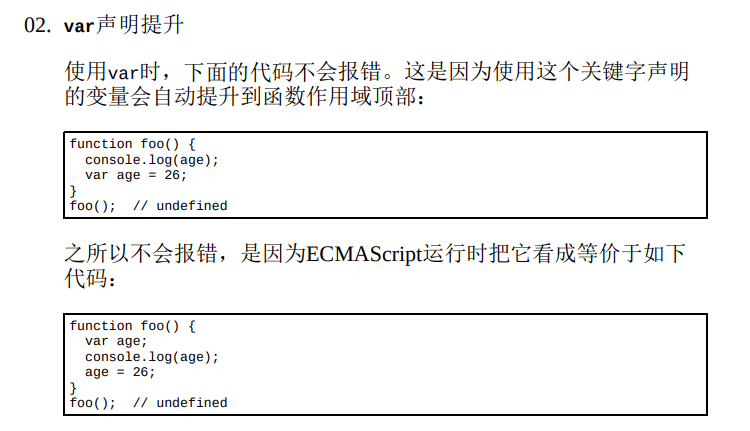 02. var声明提升
使用var时，下面的代码不会报错。这是因为使用这个关键字声明
的变量会自动提升到函数作用域顶部：
function foo() {
  console.log(age);
  var age = 26;
}
foo();  // undefined
之所以不会报错，是因为ECMAScript运行时把它看成等价于如下
代码：
function foo() {
  var age;
  console.log(age);
  age = 26;
}
foo();  // undefined